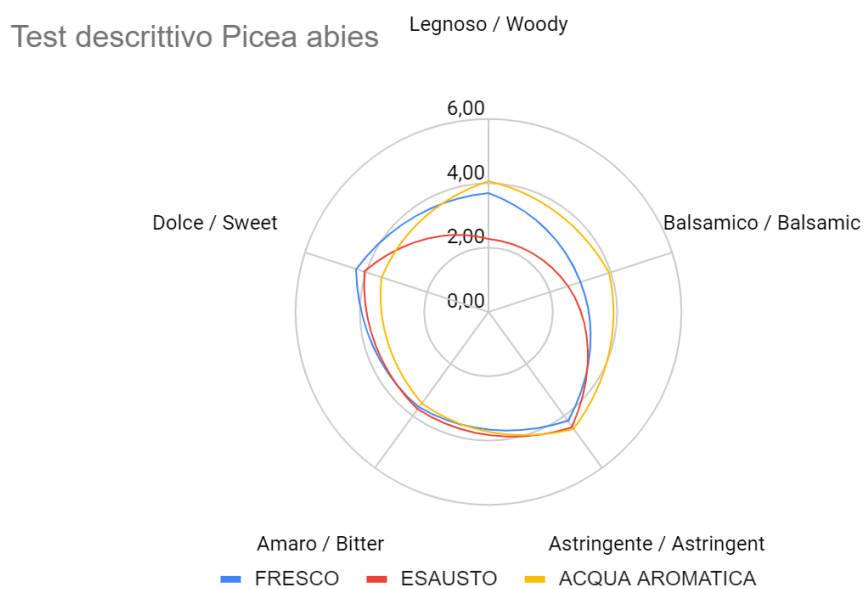 Test descrittivo Picea abies
Legnoso / Woody
6,00
4,00
2,00
0,00
Dolce / Sweet
Balsamico / Balsamic
Amaro / Bitter
Astringente / Astringent
FRESCO
ESAUSTO
ACQUA AROMATICA